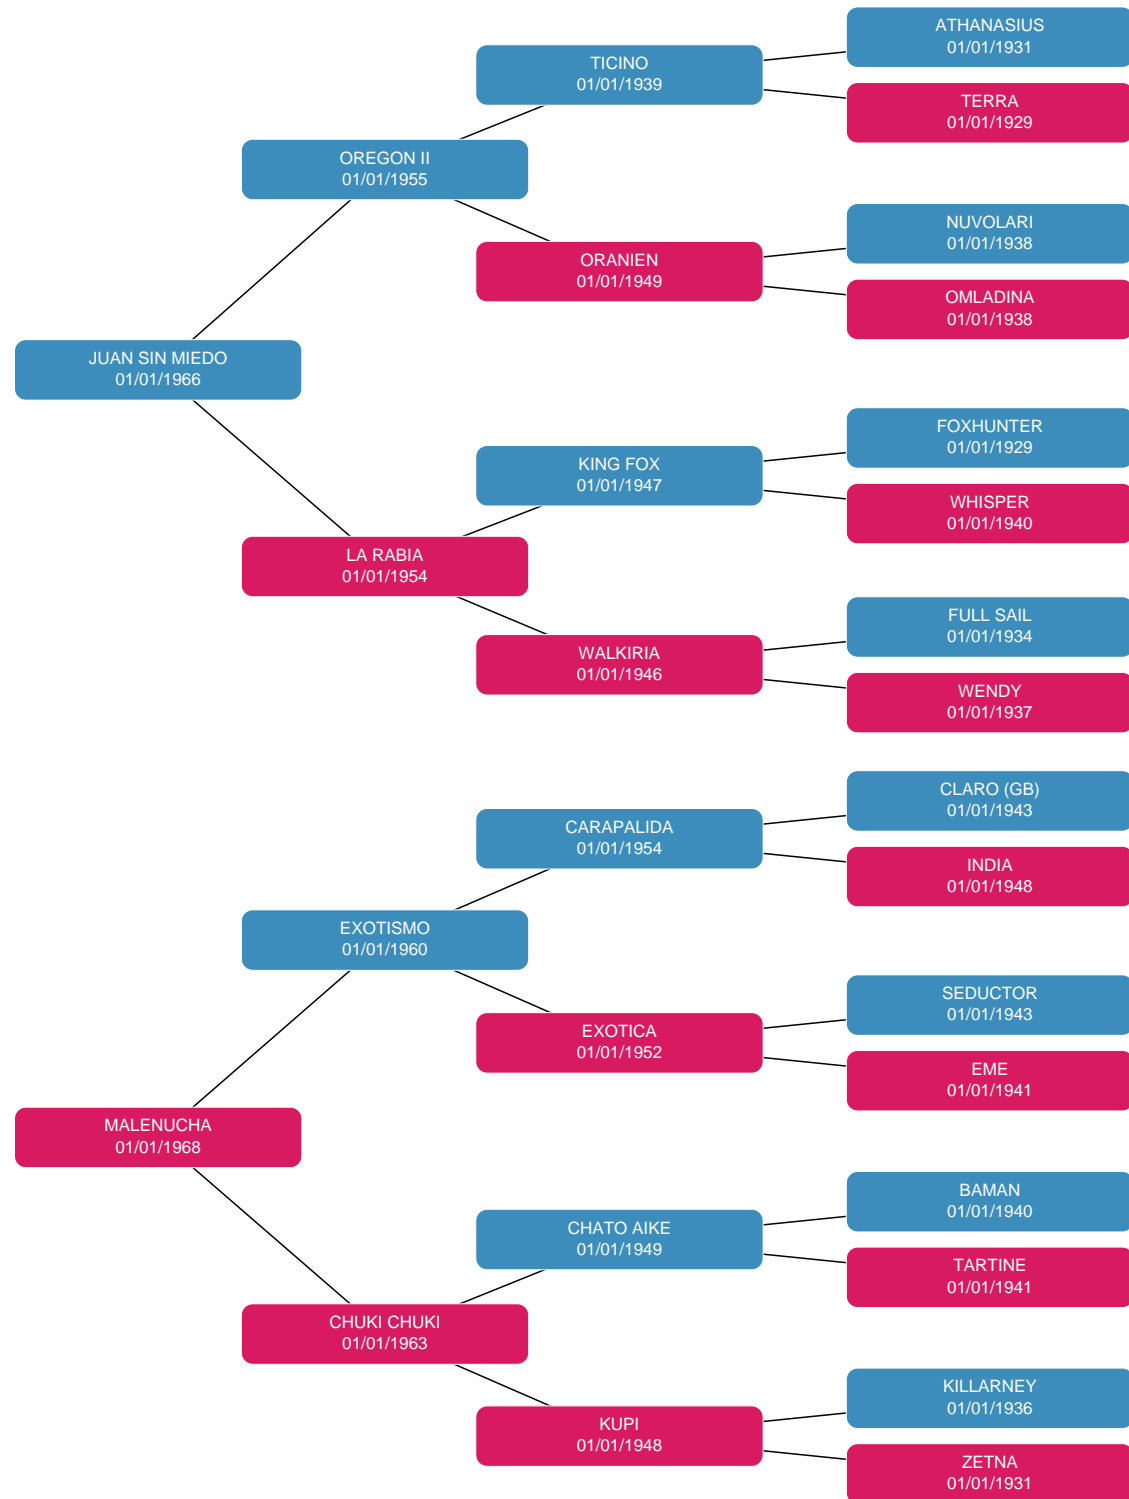 ATHANASIUS
01/01/1931
TICINO
01/01/1939
TERRA
01/01/1929
OREGON II
01/01/1955
NUVOLARI
01/01/1938
ORANIEN
01/01/1949
OMLADINA
01/01/1938
JUAN SIN MIEDO
01/01/1966
FOXHUNTER
01/01/1929
KING FOX
01/01/1947
WHISPER
01/01/1940
LA RABIA
01/01/1954
FULL SAIL
01/01/1934
WALKIRIA
01/01/1946
WENDY
01/01/1937
CLARO (GB)
01/01/1943
CARAPALIDA
01/01/1954
INDIA
01/01/1948
EXOTISMO
01/01/1960
SEDUCTOR
01/01/1943
EXOTICA
01/01/1952
EME
01/01/1941
MALENUCHA
01/01/1968
BAMAN
01/01/1940
CHATO AIKE
01/01/1949
TARTINE
01/01/1941
CHUKI CHUKI
01/01/1963
KILLARNEY
01/01/1936
KUPI
01/01/1948
ZETNA
01/01/1931